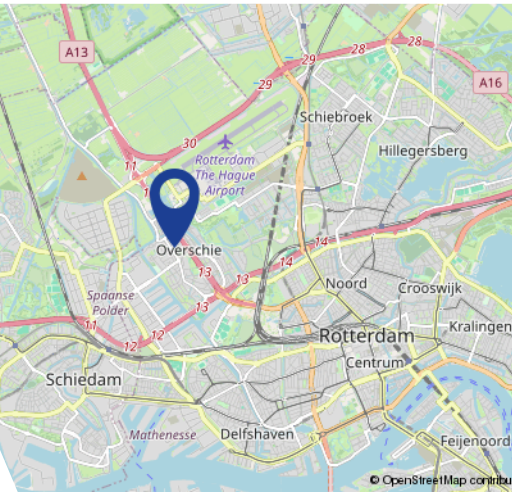 28
28
A13
29
A16
29
Schiebroek
30
Hillegersberg
Rotterdam
The Hague
Airport
11
1
Overschie
14
13
13
14
Noord
Crooswijk
Spaanse
Polder
13
11
12
12
Kralingen
Rotterdam
Centrum
Schiedam
Mathenesse
Delfshaven
Feijenoord
© OpenStreetMap contribu